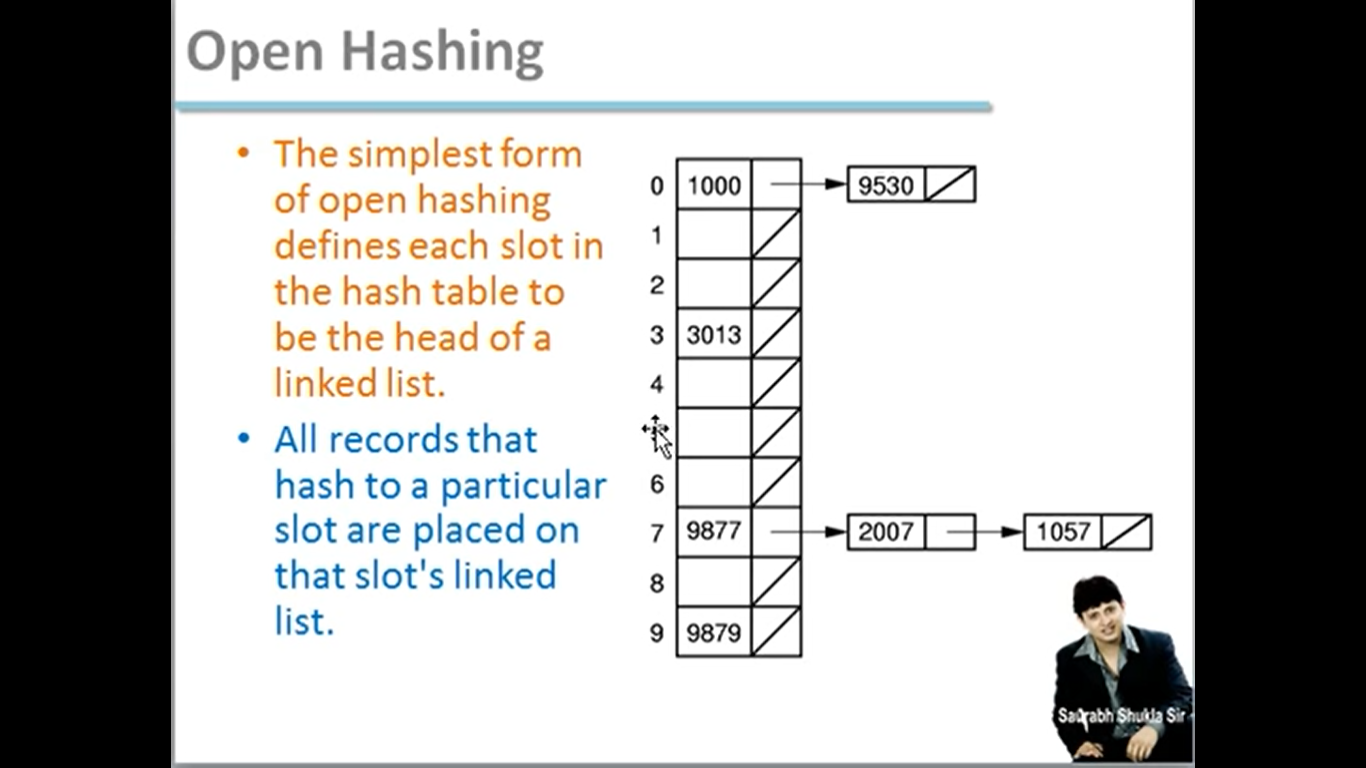 Open Hashing
• The simplest form
of open hashing
defines each slot in
the hash table to
be the head of a
linked list.
• All records that
hash to a particular
slot are placed on
that slot's linked
list.
0 1000 9530
1
2
3 3013
4
6
7 9877 2007 1057
8
9 9879
Saurabh Shukla Sir